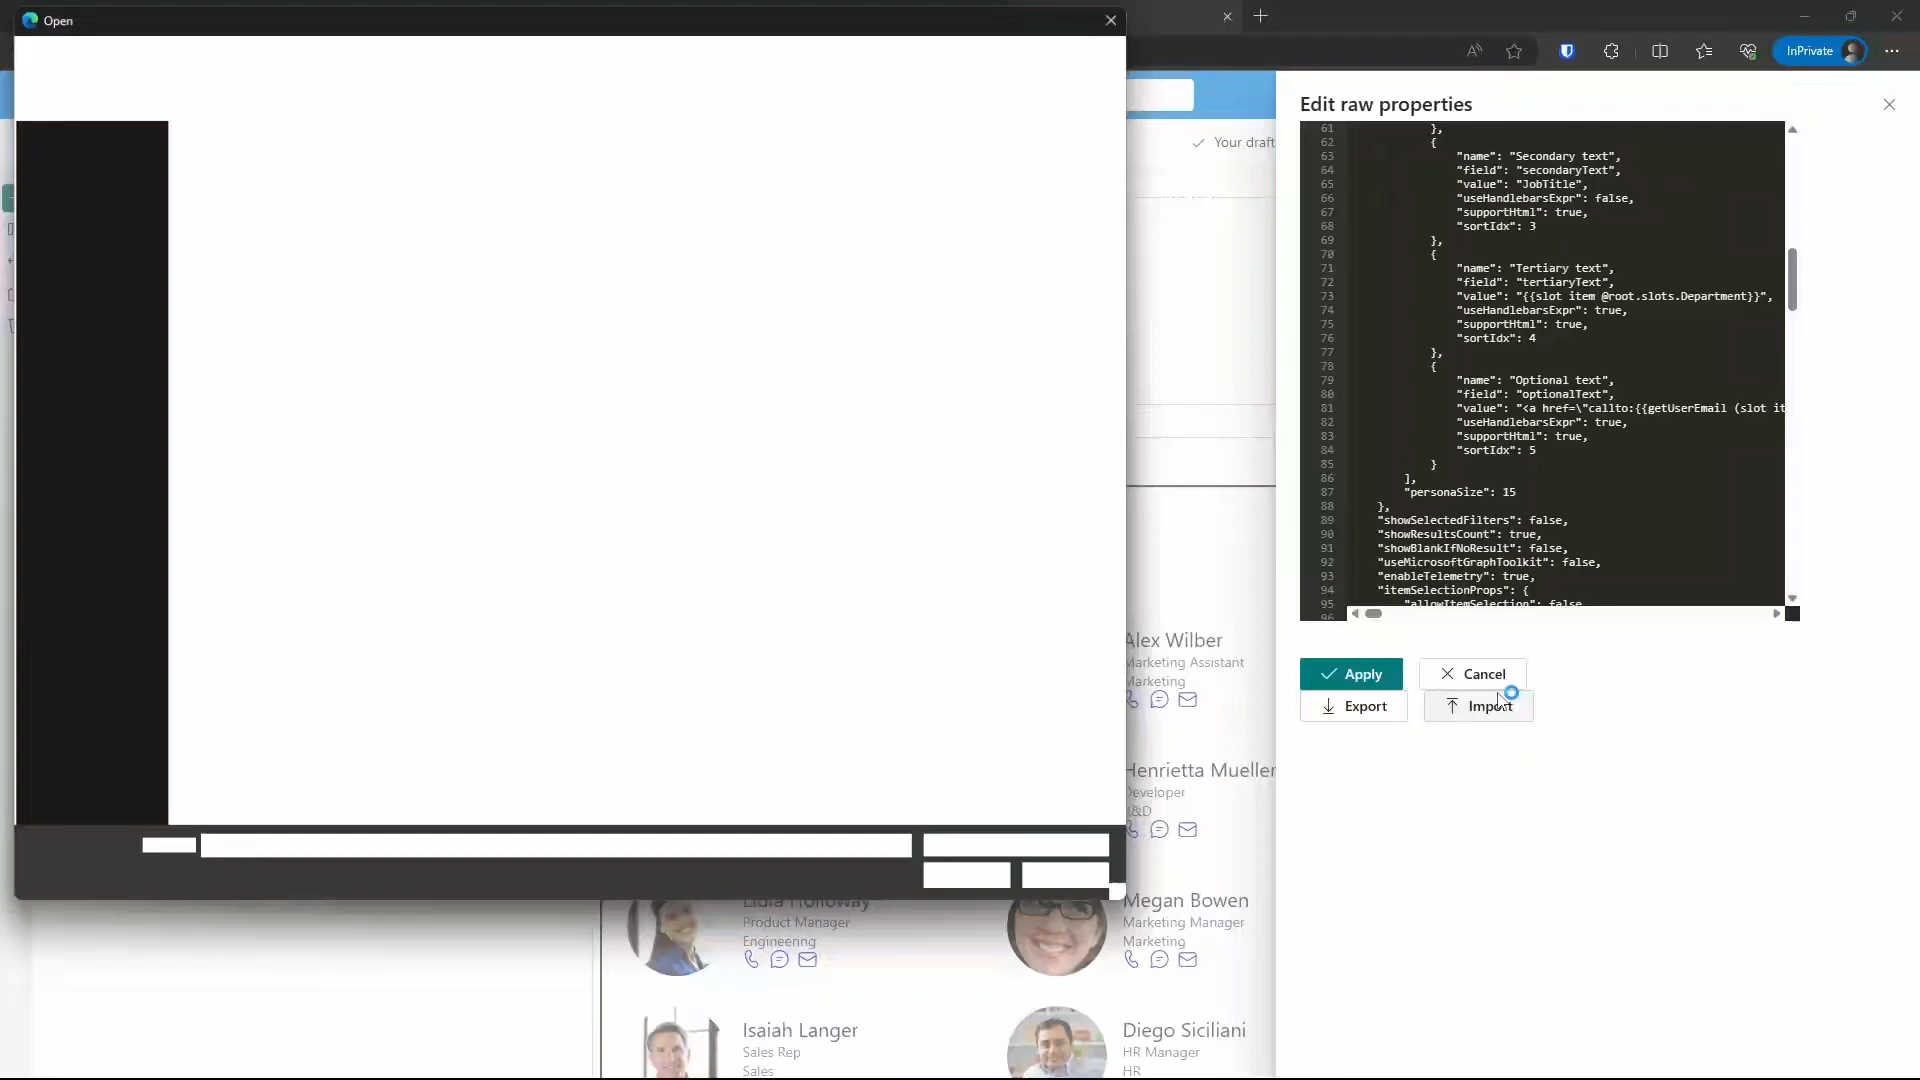 Open
InPrivate
Your draft
Edit raw properties
61 },
62 {
63 "name": "Secondary text",
64 "field": "secondaryText",
65 "value": "JobTitle",
66 "useHandlebarsExpr": false,
67 "supportHtml": true,
68 "sortIdx": 3
69 },
70 {
71 "name": "Tertiary text",
72 "field": "tertiaryText",
73 "value": "{{slot item @root.slots.Department}}",
74 "useHandlebarsExpr": true,
75 "supportHtml": true,
76 "sortIdx": 4
77 },
78 {
79 "name": "Optional text",
80 "field": "optionalText",
81 "value": "<a href=\"callto:{{getUserEmail (slot it
82 "useHandlebarsExpr": true,
83 "supportHtml": true,
84 "sortIdx": 5
85 }
86 ],
87 "personaSize": 15
88 },
89 "showSelectedFilters": false,
90 "showResultsCount": true,
91 "showBlankIfNoResult": false,
92 "useMicrosoftGraphToolkit": false,
93 "enableTelemetry": true,
94 "itemSelectionProps": {
95 "allowItemSelection": false
96
Apply
Cancel
Export
Import
Alex Wilber
Marketing Assistant
Marketing
Henrietta Mueller
Developer
R&D
Lidia Holloway
Product Manager
Engineering
Megan Bowen
Marketing Manager
Marketing
Isaiah Langer
Sales Rep
Sales
Diego Siciliani
HR Manager
HR